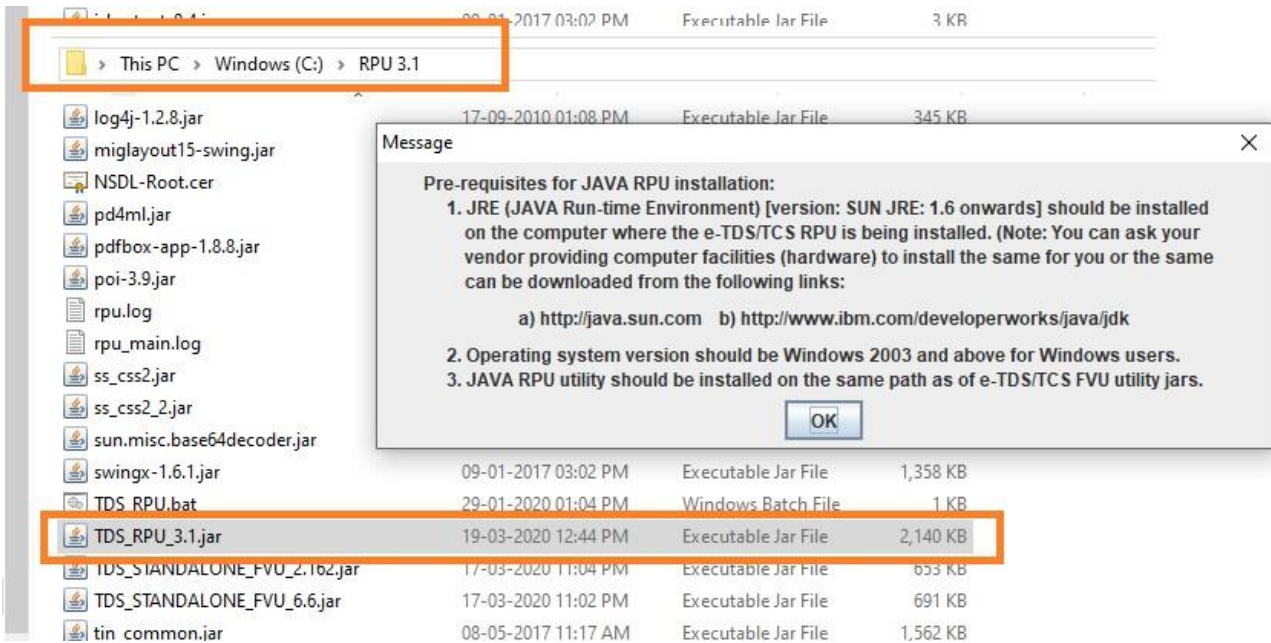 2017 03:02 PM Executable Jar File 3 KB
This PC > Windows (C:) > RPU 3.1
log4j-1.2.8.jar 17-09-2010 01:08 PM Executable Jar File 345 KB
miglayout15-swing.jar
NSDL-Root.cer
pd4ml.jar
pdfbox-app-1.8.8.jar
poi-3.9.jar
rpu.log
rpu_main.log
ss_css2.jar
ss_css2_2.jar
sun.misc.base64decoder.jar
Message
Pre-requisites for JAVA RPU installation:
1. JRE (JAVA Run-time Environment) [version: SUN JRE: 1.6 onwards] should be installed
on the computer where the e-TDS/TCS RPU is being installed. (Note: You can ask your
vendor providing computer facilities (hardware) to install the same for you or the same
can be downloaded from the following links:
a) http://java.sun.com b) http://www.ibm.com/developerworks/java/jdk
2. Operating system version should be Windows 2003 and above for Windows users.
3. JAVA RPU utility should be installed on the same path as of e-TDS/TCS FVU utility jars.
OK
swingx-1.6.1.jar 09-01-2017 03:02 PM Executable Jar File 1,358 KB
TDS_RPU.bat 29-01-2020 01:04 PM Windows Batch File 1 KB
TDS_RPU_3.1.jar 19-03-2020 12:44 PM Executable Jar File 2,140 KB
TDS_STANDALONE_FVU_2.162.jar 17-03-2020 11:04 PM Executable Jar File 653 KB
TDS_STANDALONE_FVU_6.6.jar 17-03-2020 11:02 PM Executable Jar File 691 KB
tin_common.jar 08-05-2017 11:17 AM Executable Jar File 1,562 KB